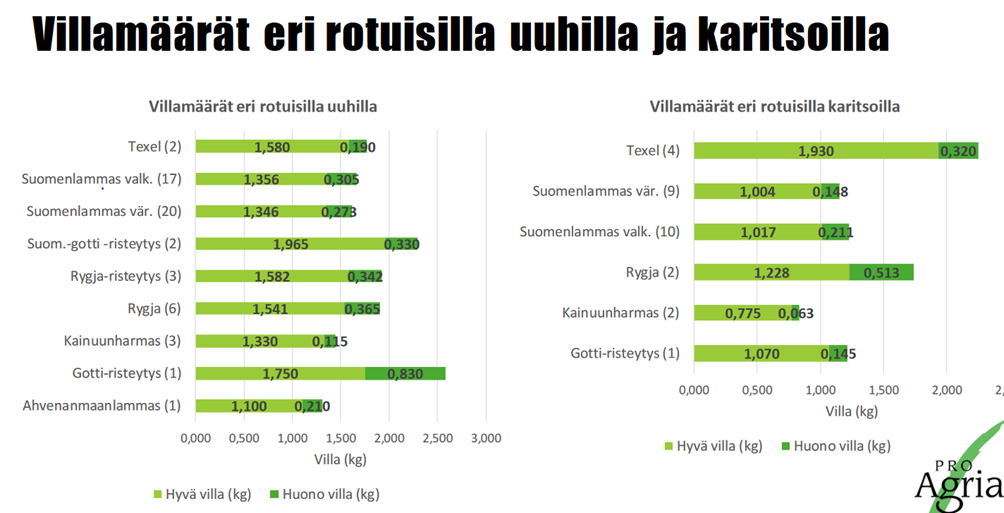 Villamäärät eri rotuisilla uuhilla ja karitsoilla
Villamäärät eri rotuisilla uuhilla
Texel (2) 1,580 0,190
Suomenlammas valk. (17) 1,356 0,305
Suomenlammas vär. (20) 1,346 0,273
Suom.-gotti -risteytys (2) 1,965 0,330
Rygja-risteytys (3) 1,582 0,342
Rygja (6) 1,541 0,365
Kainuunharmas (3) 1,330 0,115
Gotti-risteytys (1) 1,750 0,830
Ahvenanmaanlammas (1) 1,100 0,210
0,000 0,500 1,000 1,500 2,000 2,500 3,000
Villa (kg)
Hyvä villa (kg) Huono villa (kg)
Villamäärät eri rotuisilla karitsoilla
Texel (4) 1,930 0,320
Suomenlammas vär. (9) 1,004 0,148
Suomenlammas valk. (10) 1,017 0,211
Rygja (2) 1,228 0,513
Kainuunharmas (2) 0,775 0,063
Gotti-risteytys (1) 1,070 0,145
0,000 0,500 1,000 1,500 2,000 2,
Villa (kg)
Hyvä villa (kg) Huono villa (kg)
PRO
Agria